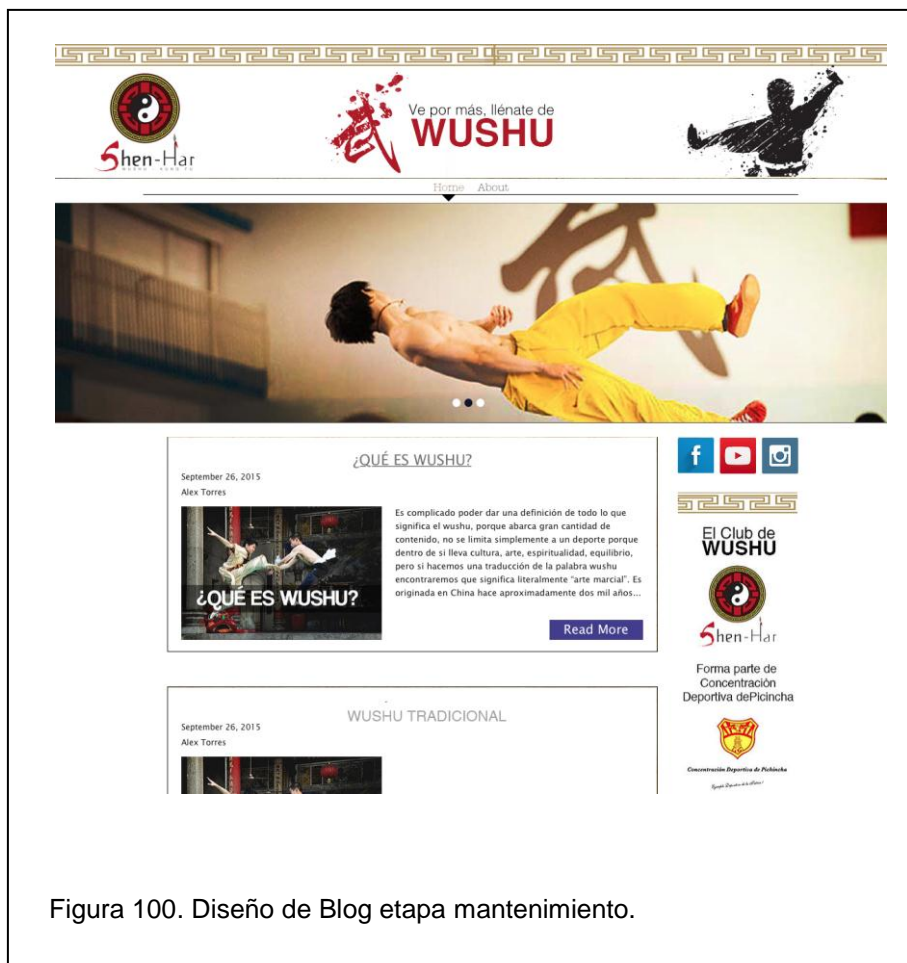 Shen-Har
WUSHU - KUNG FU
武
Ve por más, llénate de
WUSHU
Home About
¿QUÉ ES WUSHU?
September 26, 2015
Alex Torres
¿QUÉ ES WUSHU?
Es complicado poder dar una definición de todo lo que
significa el wushu, porque abarca gran cantidad de
contenido, no se limita simplemente a un deporte porque
dentro de si lleva cultura, arte, espiritualidad, equilibrio,
pero si hacemos una traducción de la palabra wushu
encontraremos que significa literalmente “arte marcial”. Es
originada en China hace aproximadamente dos mil años...
Read More
WUSHU TRADICIONAL
September 26, 2015
Alex Torres
El Club de
WUSHU
Shen-Har
Forma parte de
Concentración
Deportiva dePicincha
Concentración Deportiva de Pichincha
Figura 100. Diseño de Blog etapa mantenimiento.